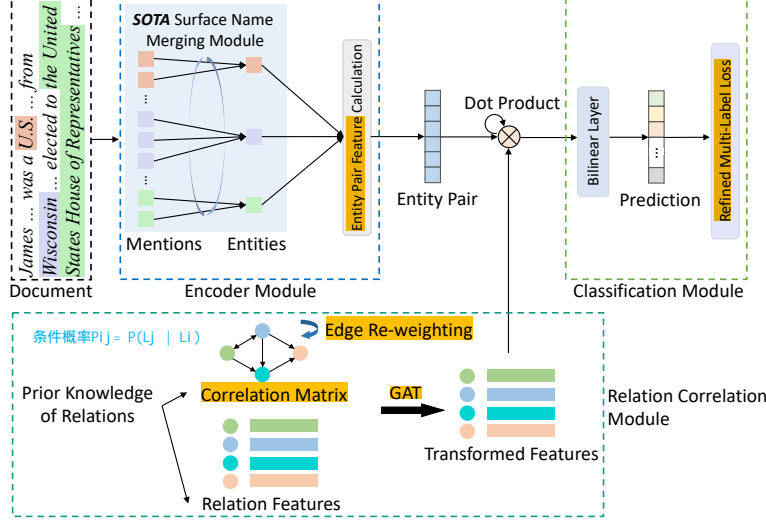 James ... was a U.S. ... from
Wisconsin ... elected to the United
States House of Representatives ...
Document
SOTA Surface Name
Merging Module
...
...
Mentions
Entities
Encoder Module
Entity Pair Feature Calculation
Entity Pair
Dot Product
Bilinear Layer
...
Prediction
Refined Multi-Label Loss
Classification Module
条件概率Pij= P(Lj | Li)
Edge Re-weighting
Prior Knowledge
of Relations
Correlation Matrix
GAT
Relation Features
Transformed Features
Relation Correlation
Module